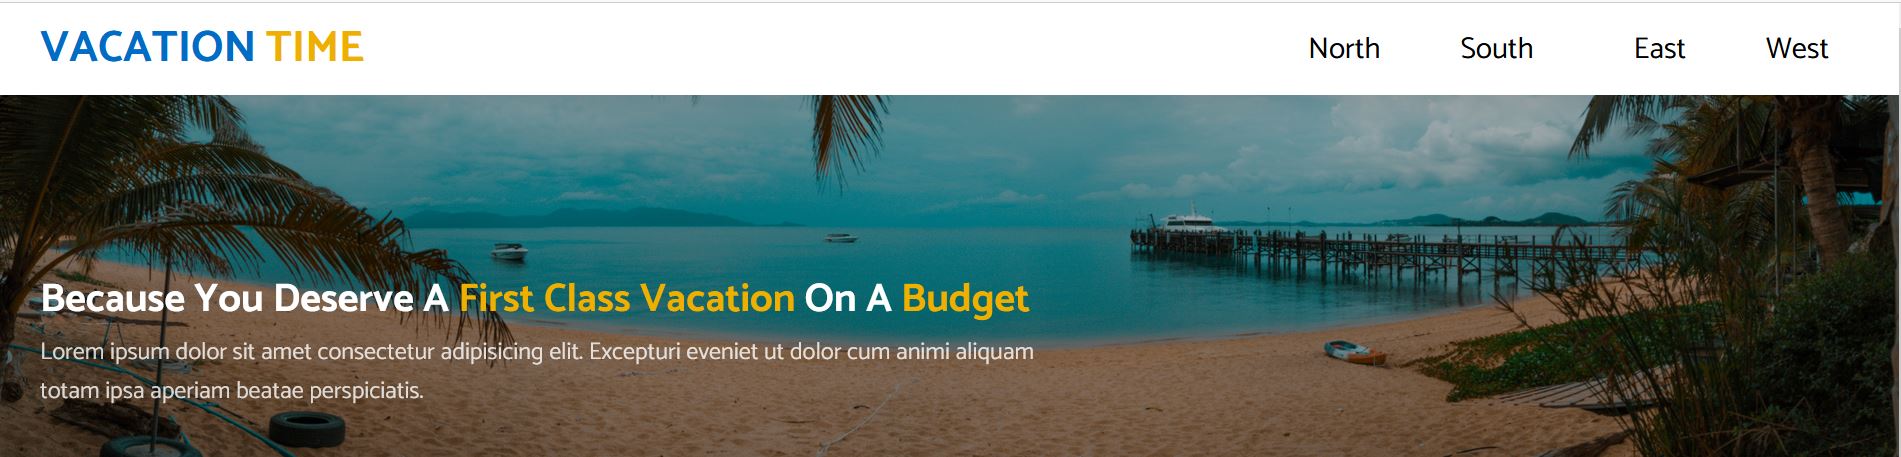 VACATION TIME
North South East West
Because You Deserve A First Class Vacation On A Budget
Lorem ipsum dolor sit amet consectetur adipisicing elit. Excepturi eveniet ut dolor cum animi aliquam
totam ipsa aperiam beatae perspiciatis.